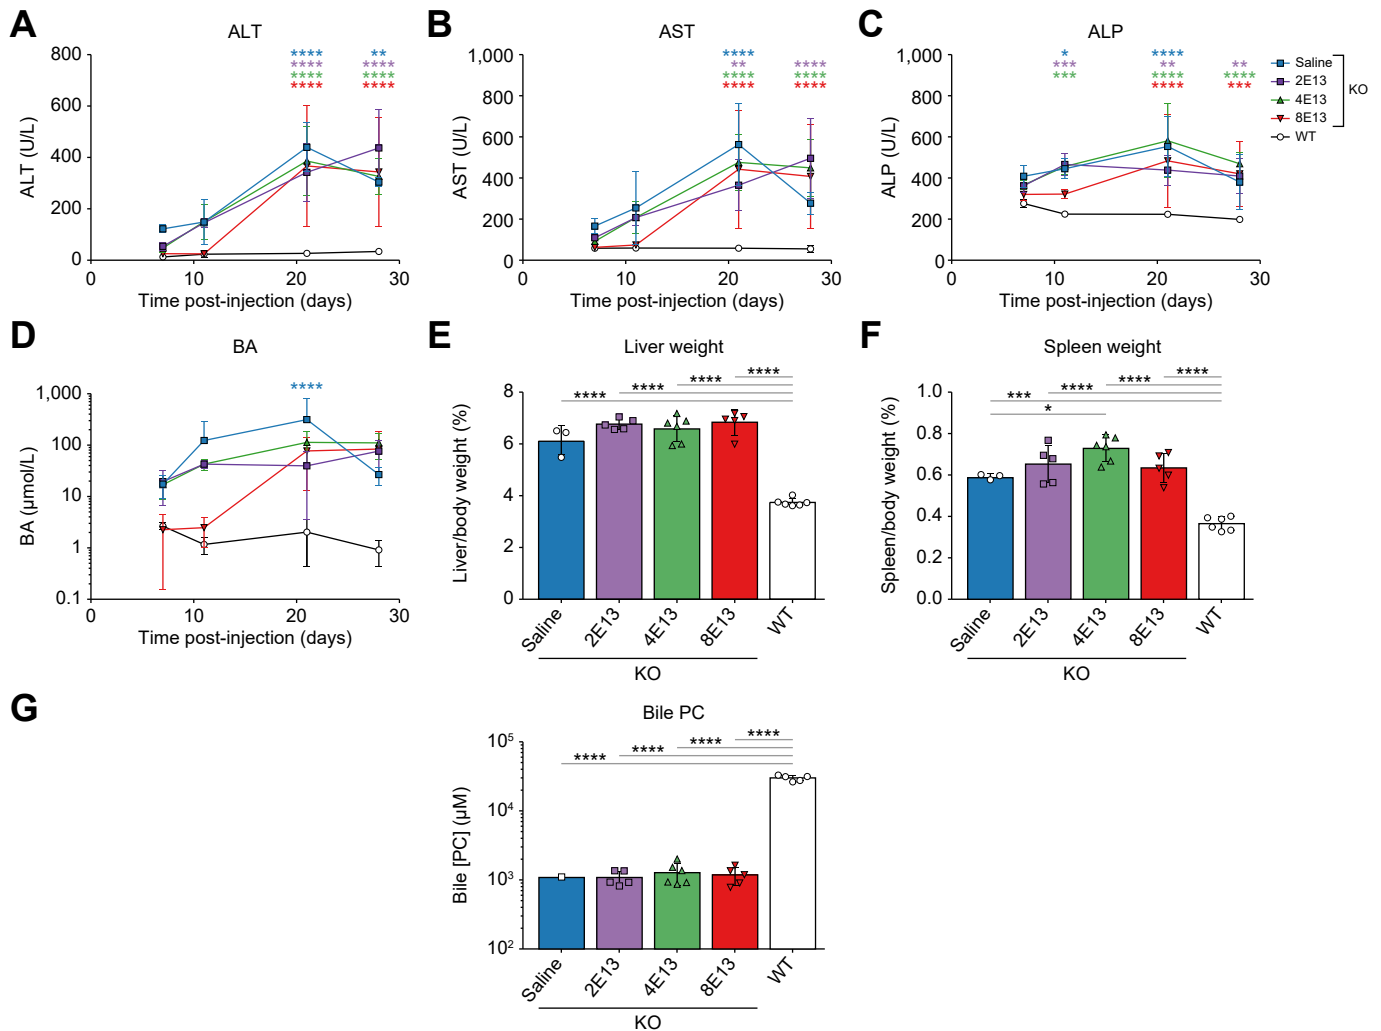 A
ALT
ALT (U/L)
800
600
400
200
0
****
****
****
****
**
****
****
****
0
10
20
30
Time post-injection (days)
B
AST
AST (U/L)
1,000
800
600
400
200
0
****
**
****
****
****
****
****
0
10
20
30
Time post-injection (days)
C
ALP
ALP (U/L)
1,000
800
600
400
200
0
*
***
***
****
**
****
****
**
****
***
0
10
20
30
Time post-injection (days)
Saline
2E13
4E13
8E13
WT
KO
D
BA
BA (µmol/L)
1,000
100
10
1
0.1
****
0
10
20
30
Time post-injection (days)
E
Liver weight
Liver/body weight (%)
8
6
4
2
0
****
****
****
****
Saline
2E13
4E13
8E13
WT
KO
F
Spleen weight
Spleen/body weight (%)
1.0
0.8
0.6
0.4
0.2
0.0
****
****
****
***
*
Saline
2E13
4E13
8E13
WT
KO
G
Bile PC
Bile [PC] (µM)
10⁵
10⁴
10³
10²
****
****
****
****
Saline
2E13
4E13
8E13
WT
KO